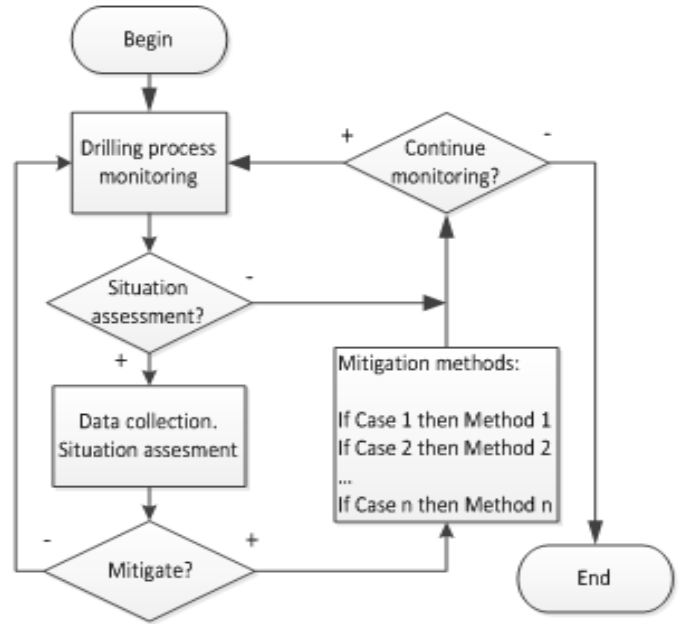 Begin
Drilling process
monitoring
+
Continue
monitoring?
-
Situation
assessment?
-
+
Data collection.
Situation assesment
Mitigation methods:
If Case 1 then Method 1
If Case 2 then Method 2
...
If Case n then Method n
-
Mitigate?
+
End